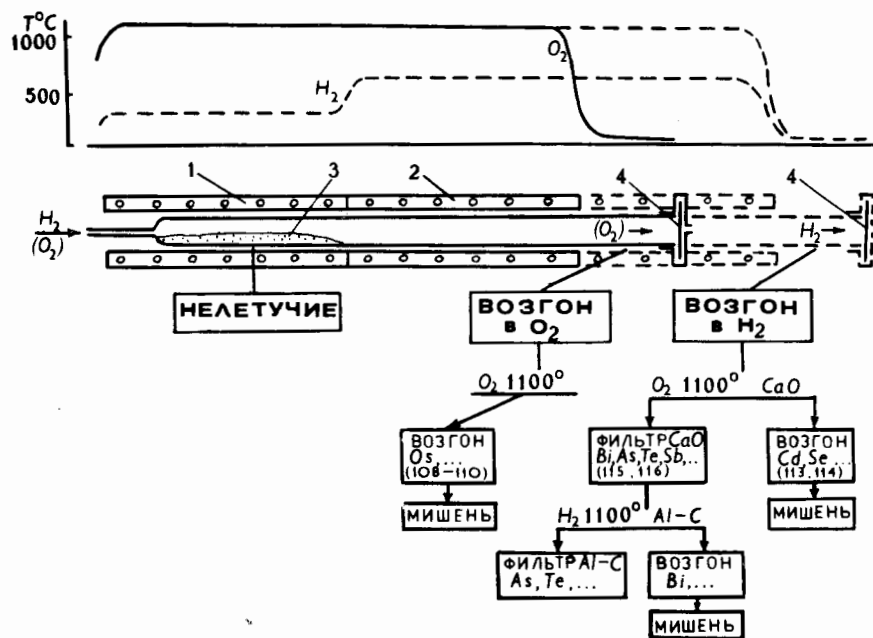 T°C
1000
500
O₂
H₂
1
3
2
4
4
H₂
(O₂)
(O₂)
H₂
НЕЛЕТУЧИЕ
ВОЗГОН
в O₂
ВОЗГОН
в H₂
O₂ 1100°
O₂ 1100° CaO
ВОЗГОН
Os,...
(108–110)
МИШЕНЬ
ФИЛЬТР CaO
Bi, As, Te, Sb,..
(115, 116)
ВОЗГОН
Cd, Se...
(113, 114)
МИШЕНЬ
H₂ 1100° Al–C
ФИЛЬТР Al–C
As, Te, ...
ВОЗГОН
Bi,...
МИШЕНЬ